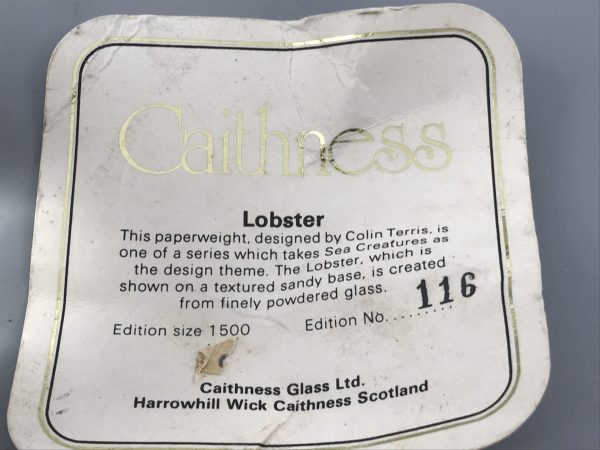 Caithness
Lobster
This paperweight, designed by Colin Terris, is
one of a series which takes Sea Creatures as
the design theme. The Lobster, which is
shown on a textured sandy base, is created
from finely powdered glass.
Edition size 1500 Edition No. ....... 116
Caithness Glass Ltd.
Harrowhill Wick Caithness Scotland